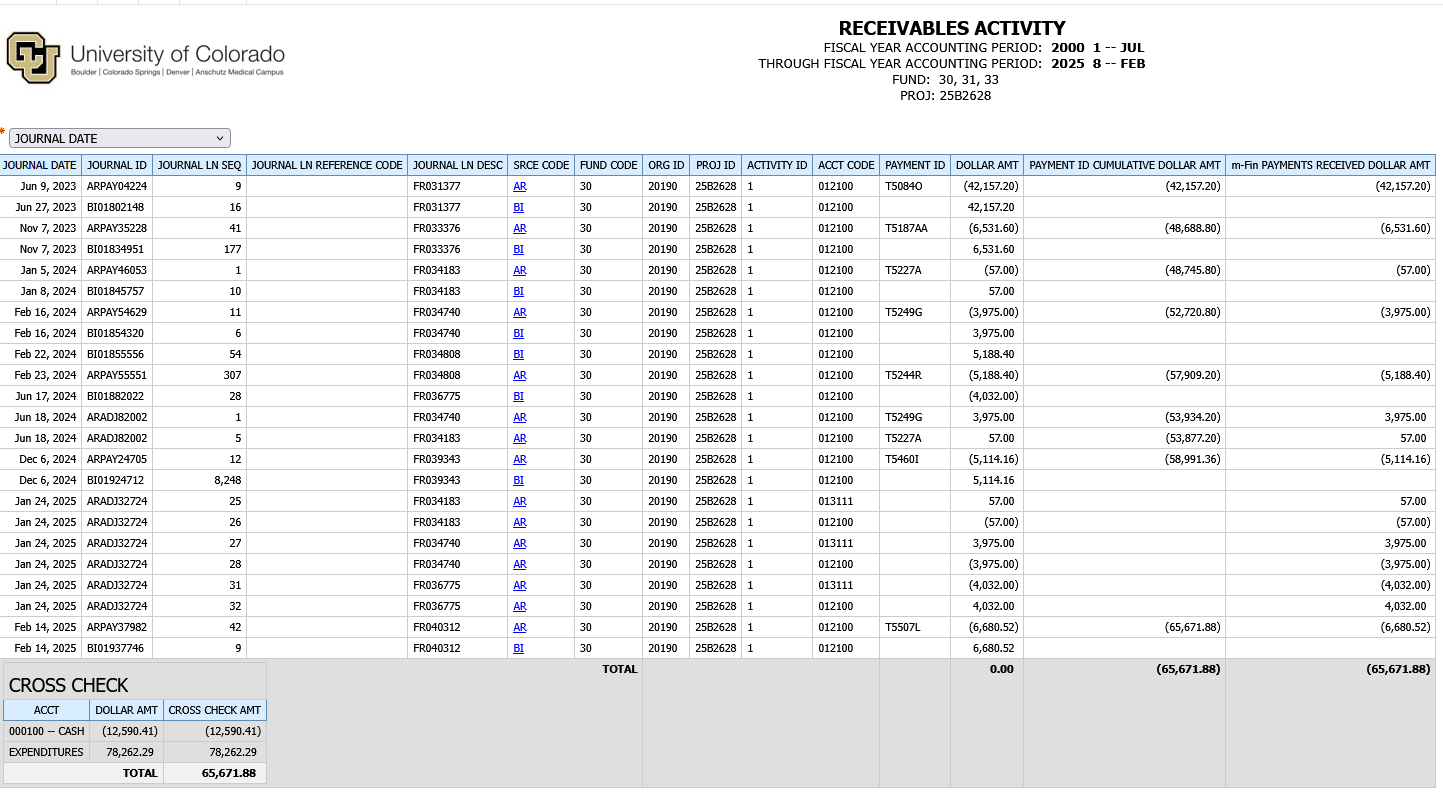 University of Colorado
Boulder | Colorado Springs | Denver | Anschutz Medical Campus
RECEIVABLES ACTIVITY
FISCAL YEAR ACCOUNTING PERIOD: 2000 1 -- JUL
THROUGH FISCAL YEAR ACCOUNTING PERIOD: 2025 8 -- FEB
FUND: 30, 31, 33
PROJ: 25B2628
* JOURNAL DATE
JOURNAL DATE JOURNAL ID JOURNAL LN SEQ JOURNAL LN REFERENCE CODE JOURNAL LN DESC SRCE CODE FUND CODE ORG ID PROJ ID ACTIVITY ID ACCT CODE PAYMENT ID DOLLAR AMT PAYMENT ID CUMULATIVE DOLLAR AMT m-Fin PAYMENTS RECEIVED DOLLAR AMT
Jun 9, 2023 ARPAY04224 9 FR031377 AR 30 20190 25B2628 1 012100 T5084O (42,157.20) (42,157.20) (42,157.20)
Jun 27, 2023 BI01802148 16 FR031377 BI 30 20190 25B2628 1 012100 42,157.20
Nov 7, 2023 ARPAY35228 41 FR033376 AR 30 20190 25B2628 1 012100 T5187AA (6,531.60) (48,688.80) (6,531.60)
Nov 7, 2023 BI01834951 177 FR033376 BI 30 20190 25B2628 1 012100 6,531.60
Jan 5, 2024 ARPAY46053 1 FR034183 AR 30 20190 25B2628 1 012100 T5227A (57.00) (48,745.80) (57.00)
Jan 8, 2024 BI01845757 10 FR034183 BI 30 20190 25B2628 1 012100 57.00
Feb 16, 2024 ARPAY54629 11 FR034740 AR 30 20190 25B2628 1 012100 T5249G (3,975.00) (52,720.80) (3,975.00)
Feb 16, 2024 BI01854320 6 FR034740 BI 30 20190 25B2628 1 012100 3,975.00
Feb 22, 2024 BI01855556 54 FR034808 BI 30 20190 25B2628 1 012100 5,188.40
Feb 23, 2024 ARPAY55551 307 FR034808 AR 30 20190 25B2628 1 012100 T5244R (5,188.40) (57,909.20) (5,188.40)
Jun 17, 2024 BI01882022 28 FR036775 BI 30 20190 25B2628 1 012100 (4,032.00)
Jun 18, 2024 ARADJ82002 1 FR034740 AR 30 20190 25B2628 1 012100 T5249G 3,975.00 (53,934.20) 3,975.00
Jun 18, 2024 ARADJ82002 5 FR034183 AR 30 20190 25B2628 1 012100 T5227A 57.00 (53,877.20) 57.00
Dec 6, 2024 ARPAY24705 12 FR039343 AR 30 20190 25B2628 1 012100 T5460I (5,114.16) (58,991.36) (5,114.16)
Dec 6, 2024 BI01924712 8,248 FR039343 BI 30 20190 25B2628 1 012100 5,114.16
Jan 24, 2025 ARADJ32724 25 FR034183 AR 30 20190 25B2628 1 013111 57.00 57.00
Jan 24, 2025 ARADJ32724 26 FR034183 AR 30 20190 25B2628 1 012100 (57.00) (57.00)
Jan 24, 2025 ARADJ32724 27 FR034740 AR 30 20190 25B2628 1 013111 3,975.00 3,975.00
Jan 24, 2025 ARADJ32724 28 FR034740 AR 30 20190 25B2628 1 012100 (3,975.00) (3,975.00)
Jan 24, 2025 ARADJ32724 31 FR036775 AR 30 20190 25B2628 1 013111 (4,032.00) (4,032.00)
Jan 24, 2025 ARADJ32724 32 FR036775 AR 30 20190 25B2628 1 012100 4,032.00 4,032.00
Feb 14, 2025 ARPAY37982 42 FR040312 AR 30 20190 25B2628 1 012100 T5507L (6,680.52) (65,671.88) (6,680.52)
Feb 14, 2025 BI01937746 9 FR040312 BI 30 20190 25B2628 1 012100 6,680.52
TOTAL 0.00 (65,671.88) (65,671.88)
CROSS CHECK
ACCT DOLLAR AMT CROSS CHECK AMT
000100 -- CASH (12,590.41) (12,590.41)
EXPENDITURES 78,262.29 78,262.29
TOTAL 65,671.88